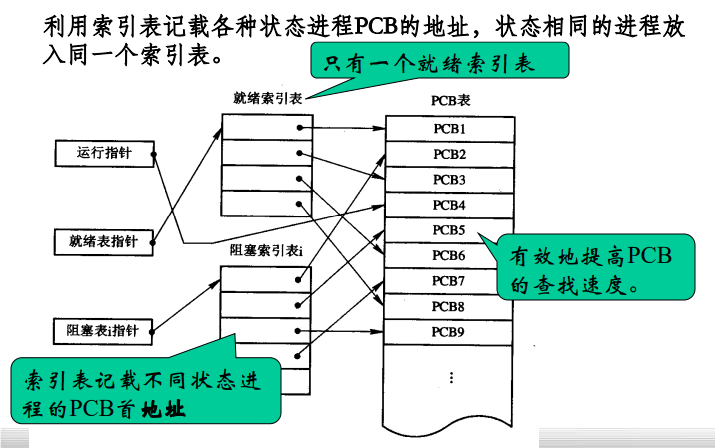 利用索引表记载各种状态进程PCB的地址，状态相同的进程放
入同一个索引表。
只有一个就绪索引表
就绪索引表
PCB表
运行指针
就绪表指针
阻塞表i指针
阻塞索引表i
PCB1
PCB2
PCB3
PCB4
PCB5
PCB6
PCB7
PCB8
PCB9
⋮
有效地提高PCB
的查找速度。
索引表记载不同状态进
程的PCB首地址